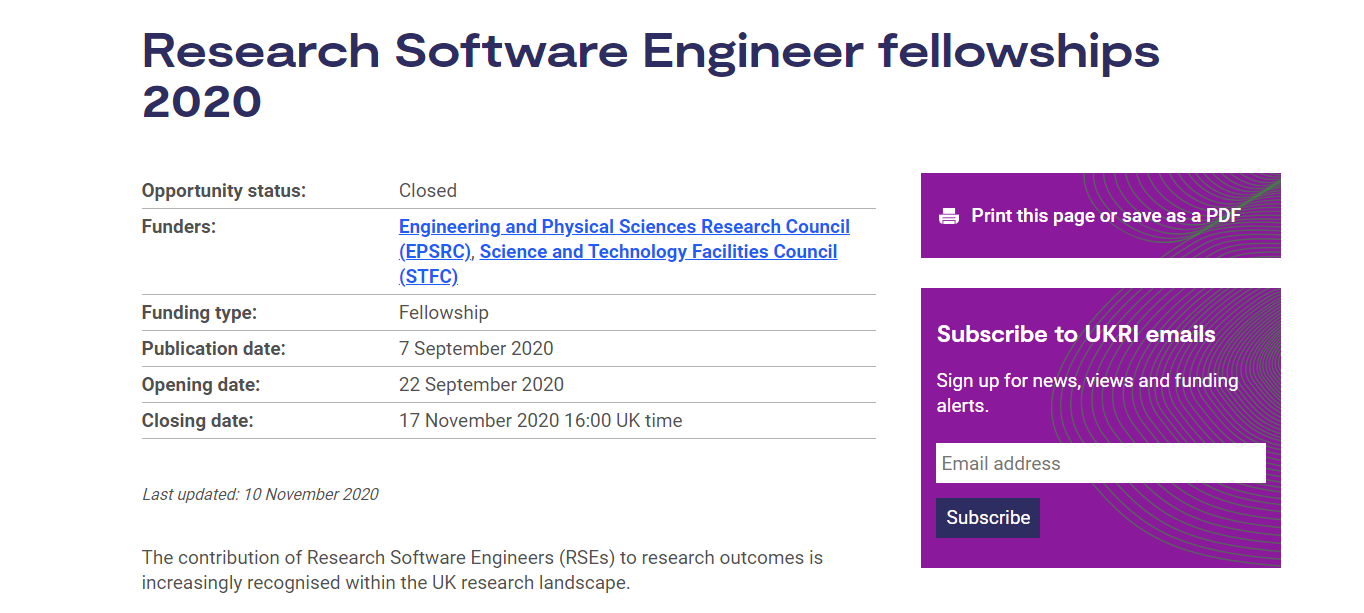 Research Software Engineer fellowships
2020
Opportunity status: Closed
Funders: Engineering and Physical Sciences Research Council
(EPSRC), Science and Technology Facilities Council
(STFC)
Funding type: Fellowship
Publication date: 7 September 2020
Opening date: 22 September 2020
Closing date: 17 November 2020 16:00 UK time
Last updated: 10 November 2020
The contribution of Research Software Engineers (RSEs) to research outcomes is
increasingly recognised within the UK research landscape.
Print this page or save as a PDF
Subscribe to UKRI emails
Sign up for news, views and funding
alerts.
Email address
Subscribe